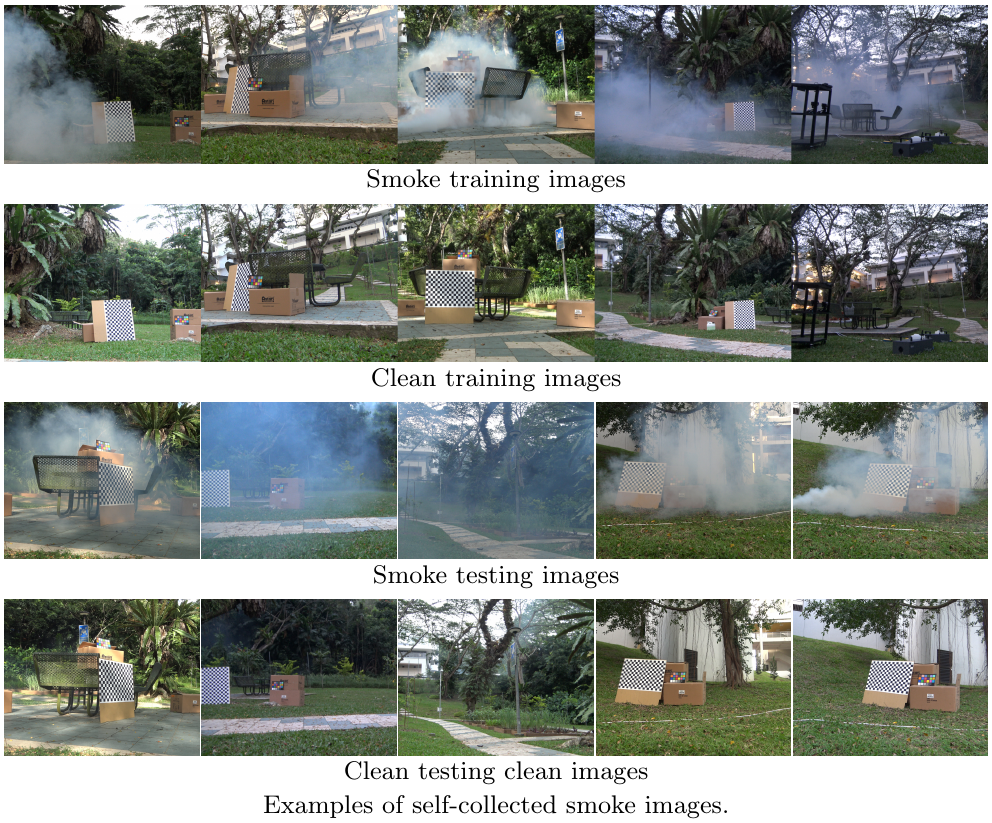 Smoke training images
Clean training images
Smoke testing images
Clean testing clean images
Examples of self-collected smoke images.